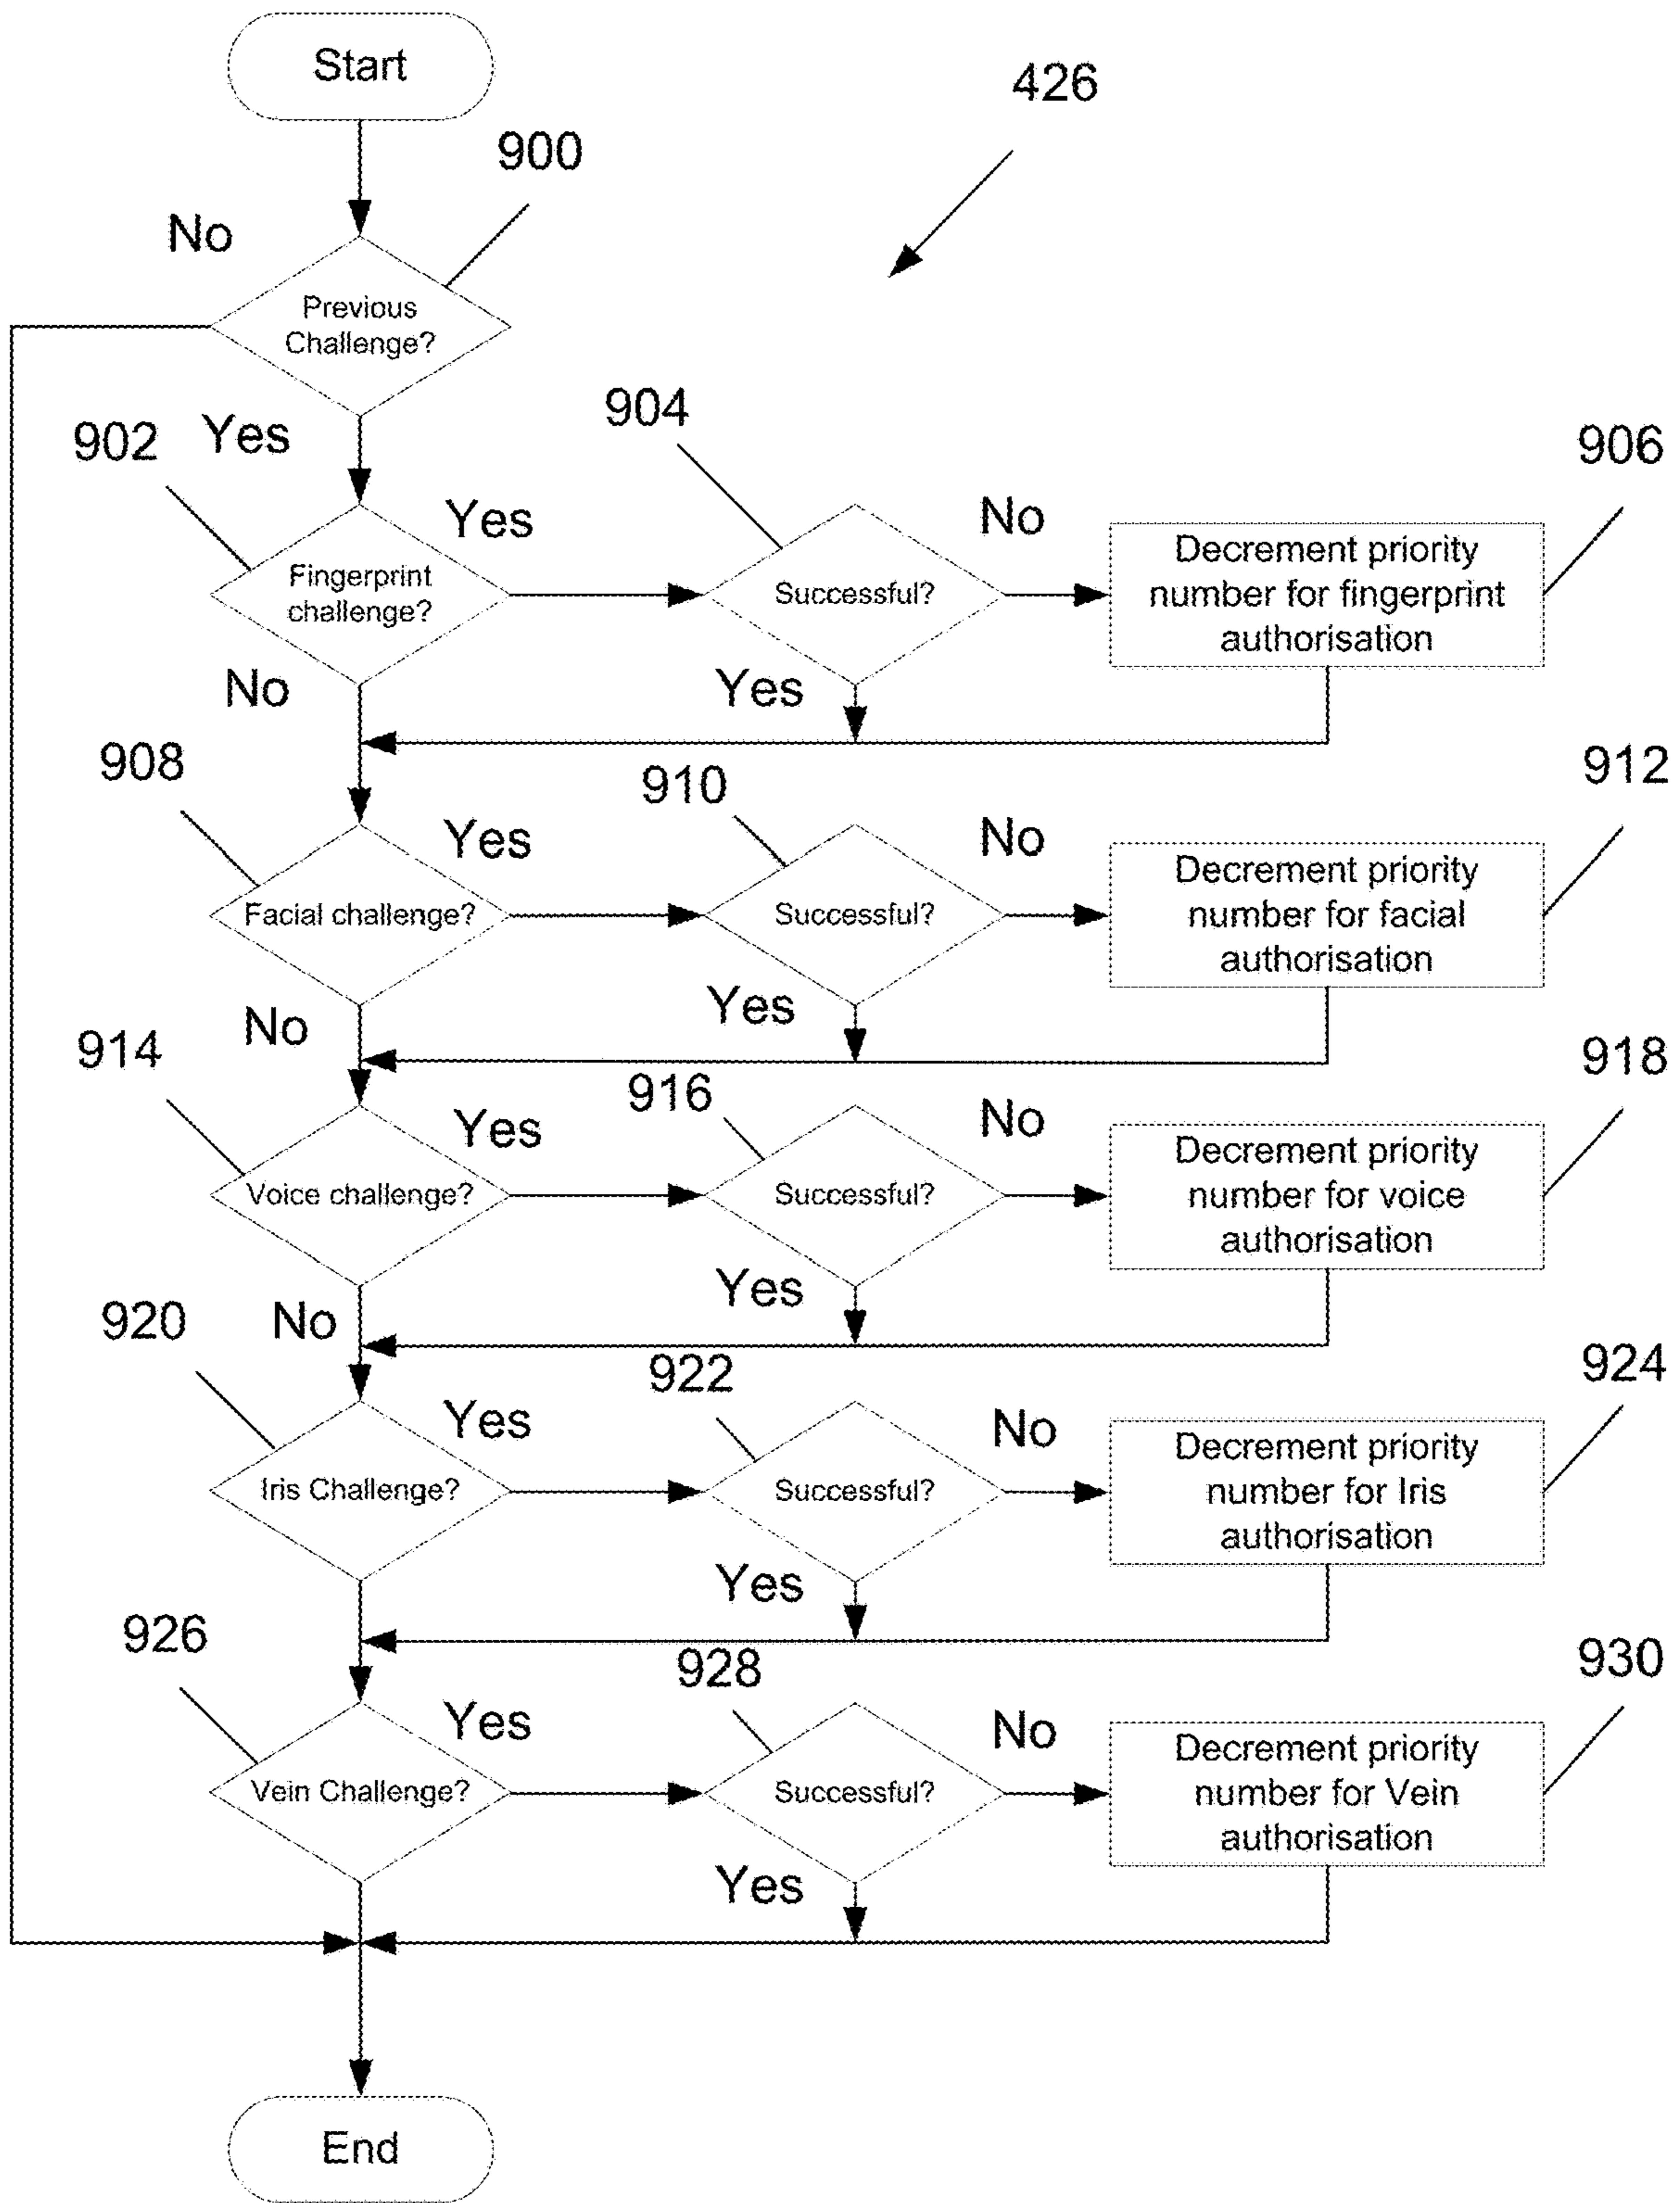 Start
426
900
No
Previous
Challenge?
Yes
902
904
906
Yes
No
Fingerprint
challenge?
Successful?
Decrement priority
number for fingerprint
authorisation
No
Yes
908
910
912
Yes
No
Facial challenge?
Successful?
Decrement priority
number for facial
authorisation
No
Yes
914
916
918
Yes
No
Voice challenge?
Successful?
Decrement priority
number for voice
authorisation
No
Yes
920
922
924
Yes
No
Iris Challenge?
Successful?
Decrement priority
number for Iris
authorisation
Yes
926
928
930
Yes
No
Vein Challenge?
Successful?
Decrement priority
number for Vein
authorisation
Yes
End